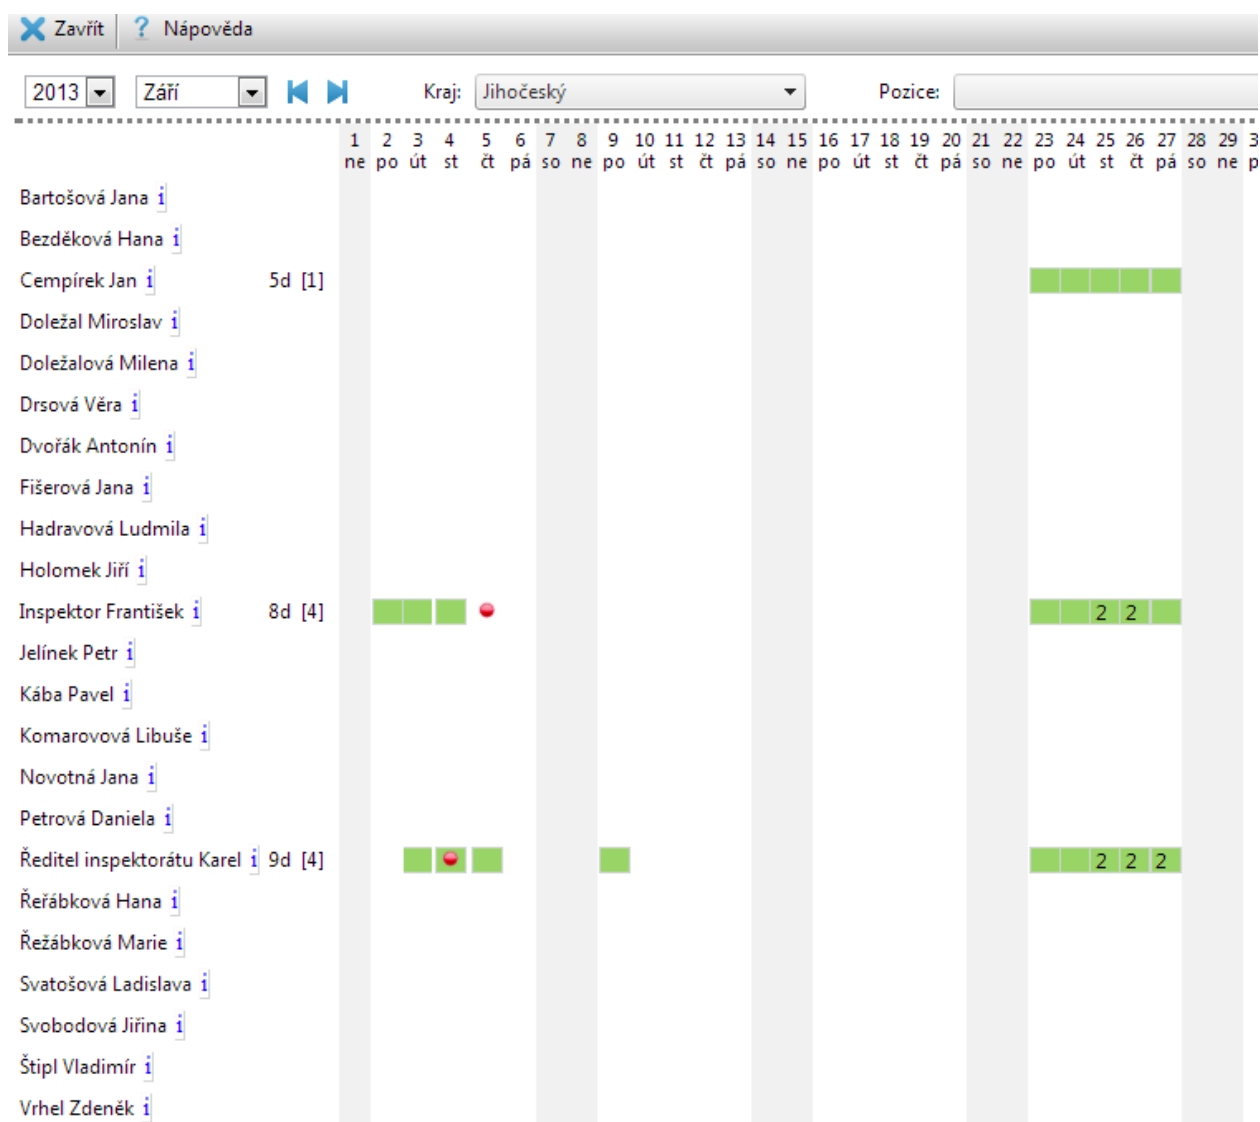 Zavřít ? Nápověda
2013 Září Kraj: Jihočeský Pozice:
1 2 3 4 5 6 7 8 9 10 11 12 13 14 15 16 17 18 19 20 21 22 23 24 25 26 27 28 29
ne po út st čt pá so ne po út st čt pá so ne po út st čt pá so ne po út st čt pá so ne
Bartošová Jana i
Bezděková Hana i
Cempírek Jan i 5d [1]
Doležal Miroslav i
Doležalová Milena i
Drsová Věra i
Dvořák Antonín i
Fišerová Jana i
Hadravová Ludmila i
Holomek Jiří i
Inspektor František i 8d [4] 2 2
Jelínek Petr i
Kába Pavel i
Komarovová Libuše i
Novotná Jana i
Petrová Daniela i
Ředitel inspektorátu Karel i 9d [4] 2 2 2
Řeřábková Hana i
Řežábková Marie i
Svatošová Ladislava i
Svobodová Jiřina i
Štipl Vladimír i
Vrhel Zdeněk i